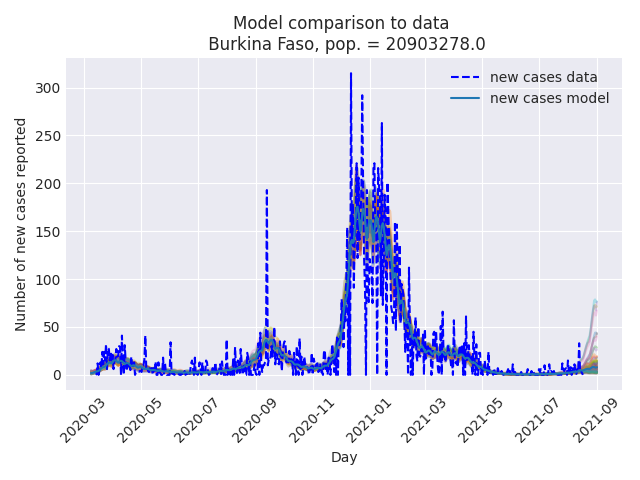 Model comparison to data
Burkina Faso, pop. = 20903278.0
new cases data
new cases model
Number of new cases reported
300
250
200
150
100
50
0
2020-03
2020-05
2020-07
2020-09
2020-11
2021-01
2021-03
2021-05
2021-07
2021-09
Day